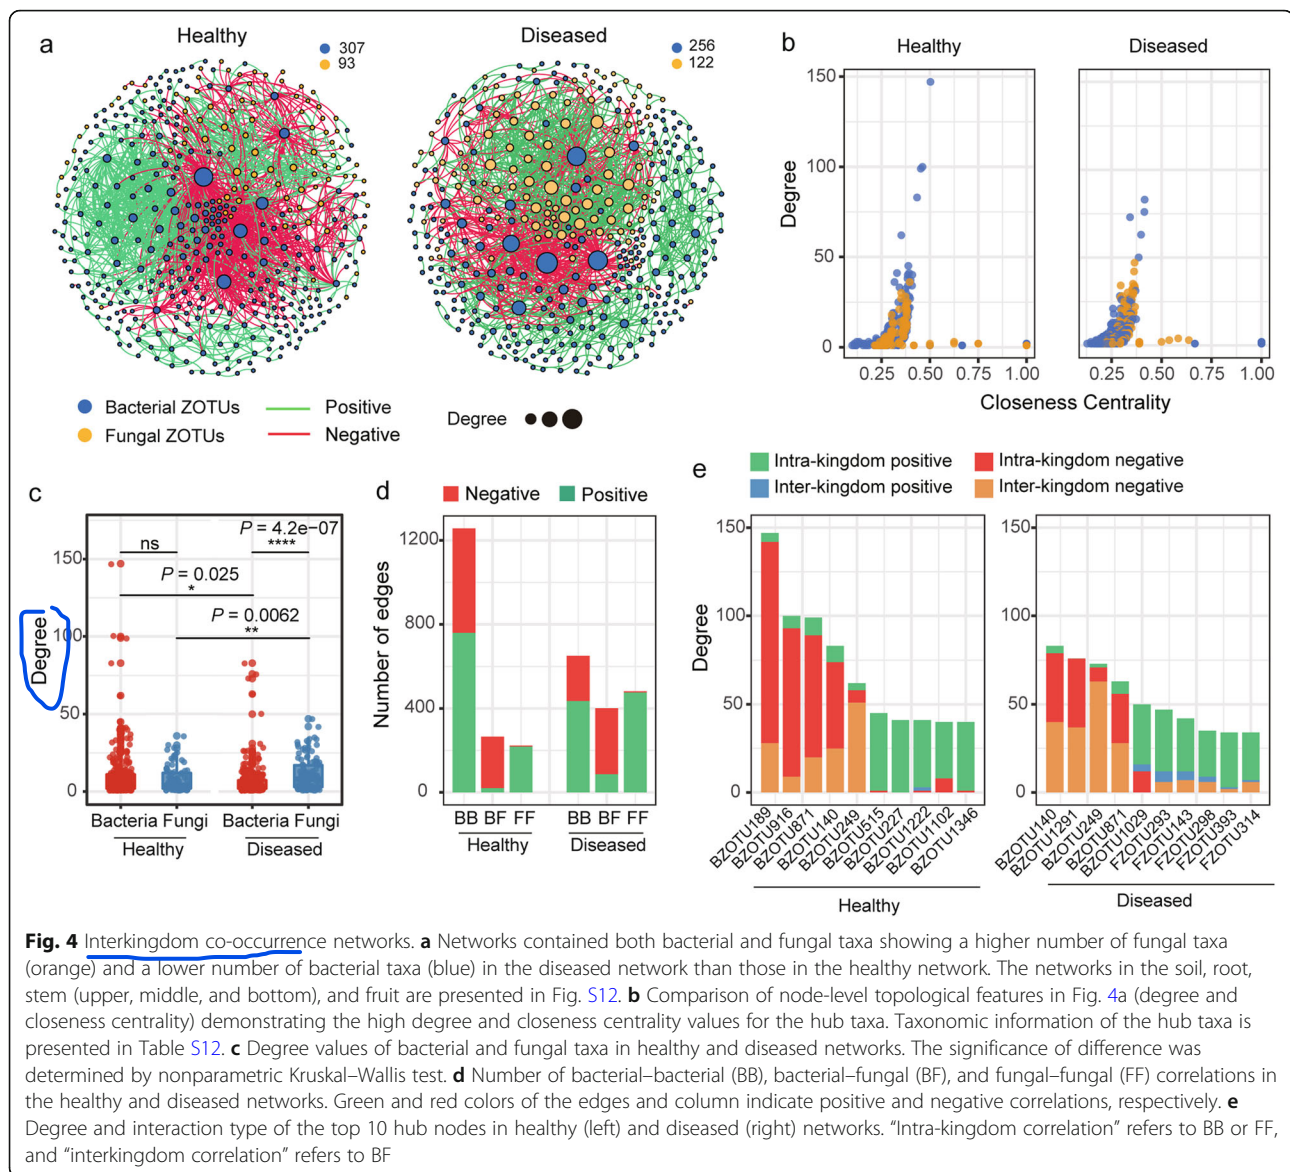 a
Healthy
307
93
Diseased
256
122
b
Healthy
Diseased
Degree
150
100
50
0
0.25 0.50 0.75 1.00
0.25 0.50 0.75 1.00
Closeness Centrality
Bacterial ZOTUs
Positive
Fungal ZOTUs
Negative
Degree
c
Degree
150
100
50
0
ns
P = 4.2e−07
****
P = 0.025
*
P = 0.0062
**
Bacteria Fungi Bacteria Fungi
Healthy
Diseased
d
Negative
Positive
Number of edges
1200
800
400
0
BB BF FF
BB BF FF
Healthy
Diseased
e
Intra-kingdom positive
Intra-kingdom negative
Inter-kingdom positive
Inter-kingdom negative
Degree
150
100
50
0
BZOTU189
BZOTU916
BZOTU871
BZOTU140
BZOTU249
BZOTU515
BZOTU227
BZOTU1222
BZOTU1102
BZOTU1346
Healthy
150
100
50
0
BZOTU140
BZOTU1291
BZOTU249
BZOTU871
BZOTU1029
FZOTU293
FZOTU143
FZOTU298
FZOTU393
FZOTU314
Diseased
Fig. 4 Interkingdom co-occurrence networks. a Networks contained both bacterial and fungal taxa showing a higher number of fungal taxa
(orange) and a lower number of bacterial taxa (blue) in the diseased network than those in the healthy network. The networks in the soil, root,
stem (upper, middle, and bottom), and fruit are presented in Fig. S12. b Comparison of node-level topological features in Fig. 4a (degree and
closeness centrality) demonstrating the high degree and closeness centrality values for the hub taxa. Taxonomic information of the hub taxa is
presented in Table S12. c Degree values of bacterial and fungal taxa in healthy and diseased networks. The significance of difference was
determined by nonparametric Kruskal–Wallis test. d Number of bacterial–bacterial (BB), bacterial–fungal (BF), and fungal–fungal (FF) correlations in
the healthy and diseased networks. Green and red colors of the edges and column indicate positive and negative correlations, respectively. e
Degree and interaction type of the top 10 hub nodes in healthy (left) and diseased (right) networks. “Intra-kingdom correlation” refers to BB or FF,
and “interkingdom correlation” refers to BF